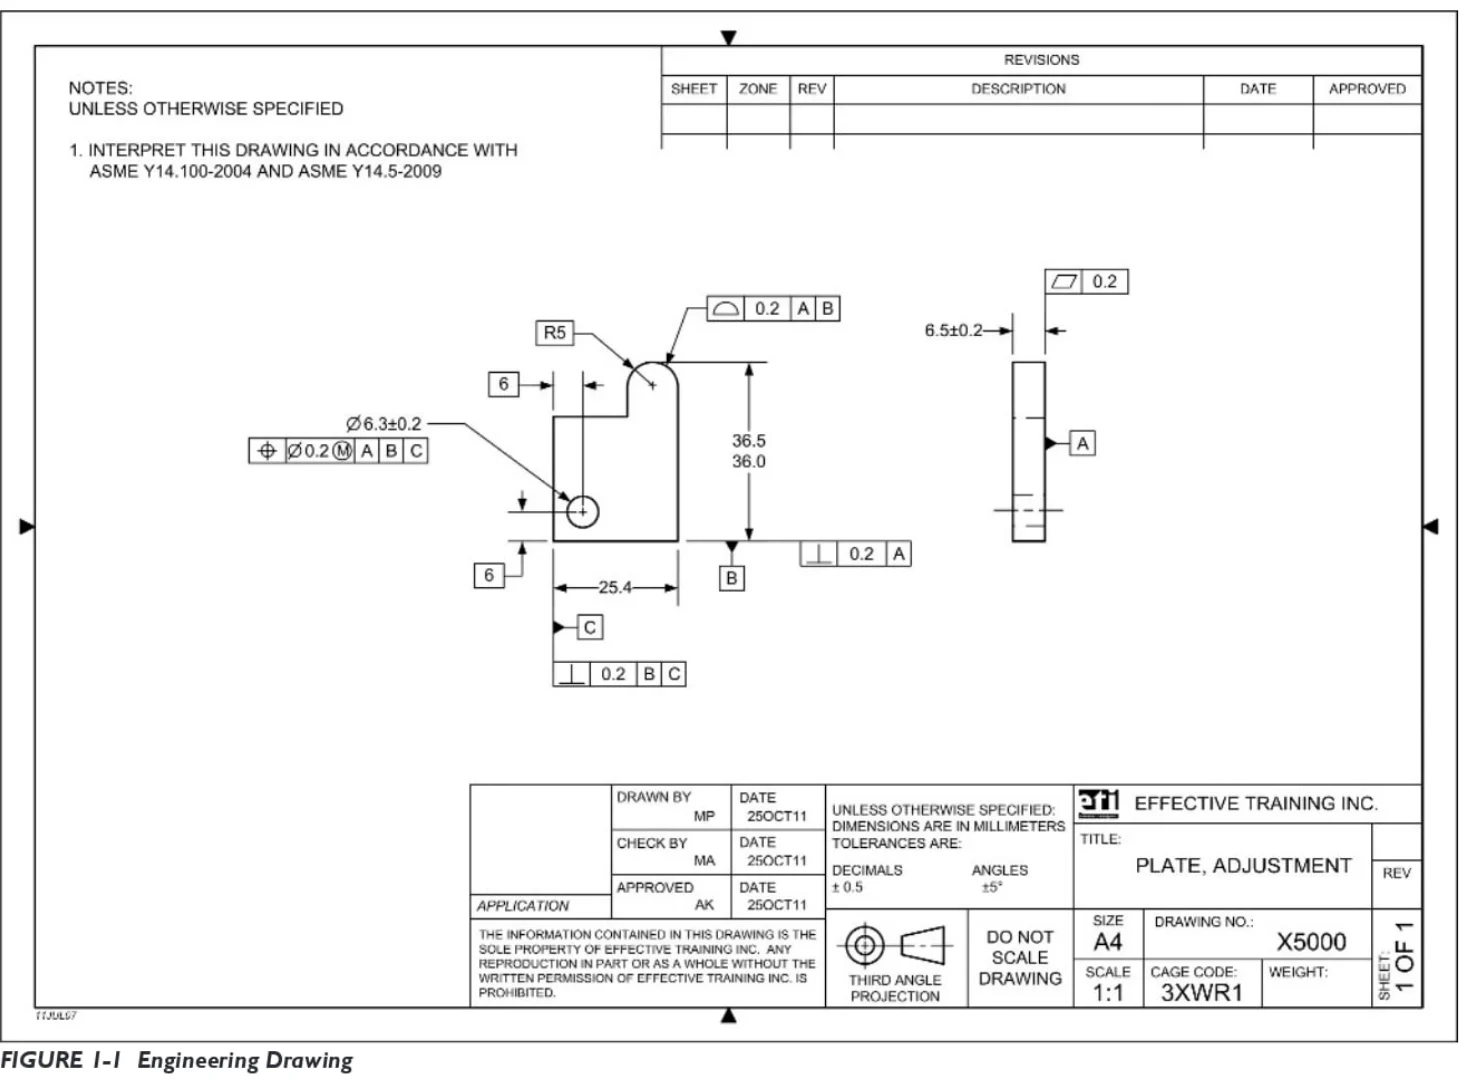 REVISIONS
SHEET ZONE REV DESCRIPTION DATE APPROVED
NOTES:
UNLESS OTHERWISE SPECIFIED
1. INTERPRET THIS DRAWING IN ACCORDANCE WITH
ASME Y14.100-2004 AND ASME Y14.5-2009
⏥ 0.2
⌓ 0.2 A B
6.5±0.2
R5
6
Ø6.3±0.2
⌖ Ø0.2 Ⓜ A B C
36.5
36.0
A
⟂ 0.2 A
6
B
25.4
C
⟂ 0.2 B C
DRAWN BY
MP
DATE
25OCT11
CHECK BY
MA
DATE
25OCT11
APPROVED
AK
DATE
25OCT11
APPLICATION
THE INFORMATION CONTAINED IN THIS DRAWING IS THE
SOLE PROPERTY OF EFFECTIVE TRAINING INC. ANY
REPRODUCTION IN PART OR AS A WHOLE WITHOUT THE
WRITTEN PERMISSION OF EFFECTIVE TRAINING INC. IS
PROHIBITED.
UNLESS OTHERWISE SPECIFIED:
DIMENSIONS ARE IN MILLIMETERS
TOLERANCES ARE:
DECIMALS ANGLES
± 0.5 ±5°
THIRD ANGLE
PROJECTION
DO NOT
SCALE
DRAWING
eti EFFECTIVE TRAINING INC.
TITLE:
PLATE, ADJUSTMENT
REV
SIZE
A4
DRAWING NO.:
X5000
SCALE
1:1
CAGE CODE:
3XWR1
WEIGHT:
SHEET:
1 OF 1
11JUL07
FIGURE 1-1 Engineering Drawing